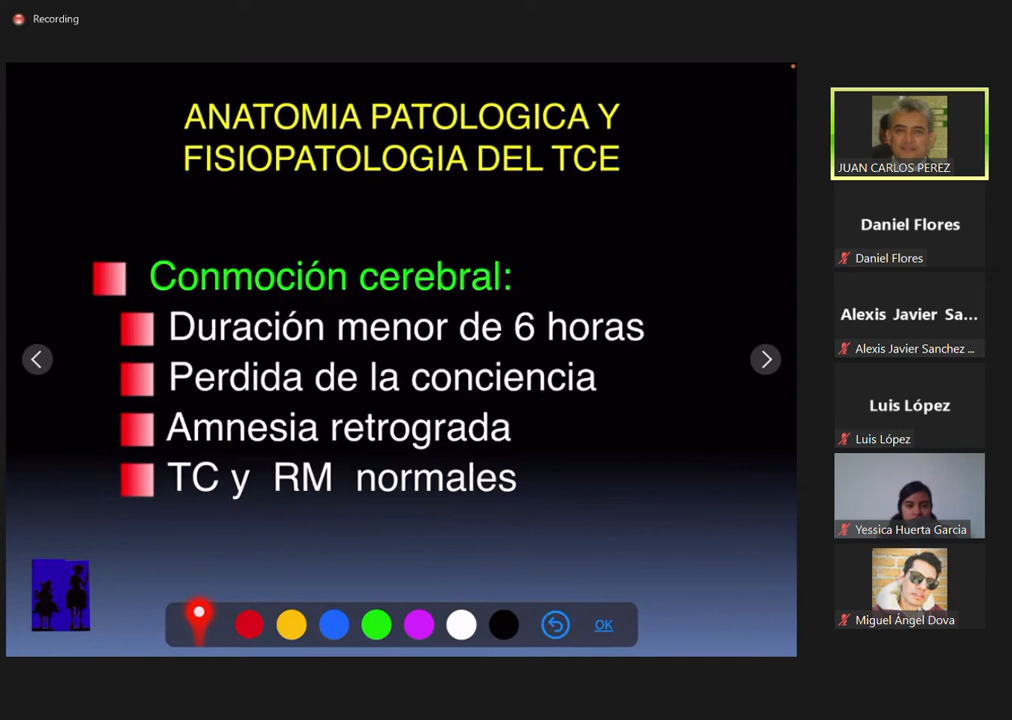 Recording
ANATOMIA PATOLOGICA Y
FISIOPATOLOGIA DEL TCE
Conmoción cerebral:
Duración menor de 6 horas
Perdida de la conciencia
Amnesia retrograda
TC y RM normales
OK
JUAN CARLOS PEREZ
Daniel Flores
Daniel Flores
Alexis Javier Sa...
Alexis Javier Sanchez ...
Luis López
Luis López
Yessica Huerta Garcia
Miguel Ángel Dova